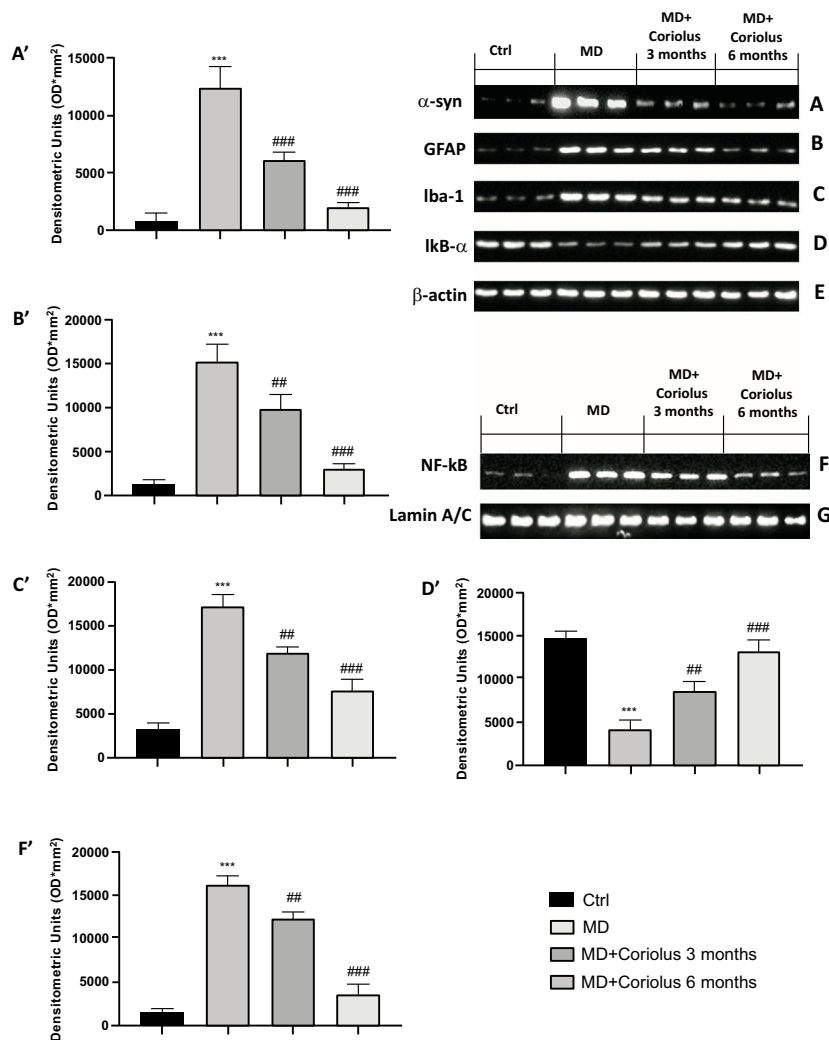 A’
Densitometric Units (OD*mm²)
15000
10000
5000
0
***
###
###
B’
Densitometric Units (OD*mm²)
20000
15000
10000
5000
0
***
##
###
C’
Densitometric Units (OD*mm²)
20000
15000
10000
5000
0
***
##
###
F’
Densitometric Units (OD*mm²)
20000
15000
10000
5000
0
***
##
###
Ctrl
MD
MD+
Coriolus
3 months
MD+
Coriolus
6 months
α-syn A
GFAP B
Iba-1 C
IkB-α D
β-actin E
Ctrl
MD
MD+
Coriolus
3 months
MD+
Coriolus
6 months
NF-kB F
Lamin A/C G
D’
Densitometric Units (OD*mm²)
20000
15000
10000
5000
0
***
##
###
Ctrl
MD
MD+Coriolus 3 months
MD+Coriolus 6 months